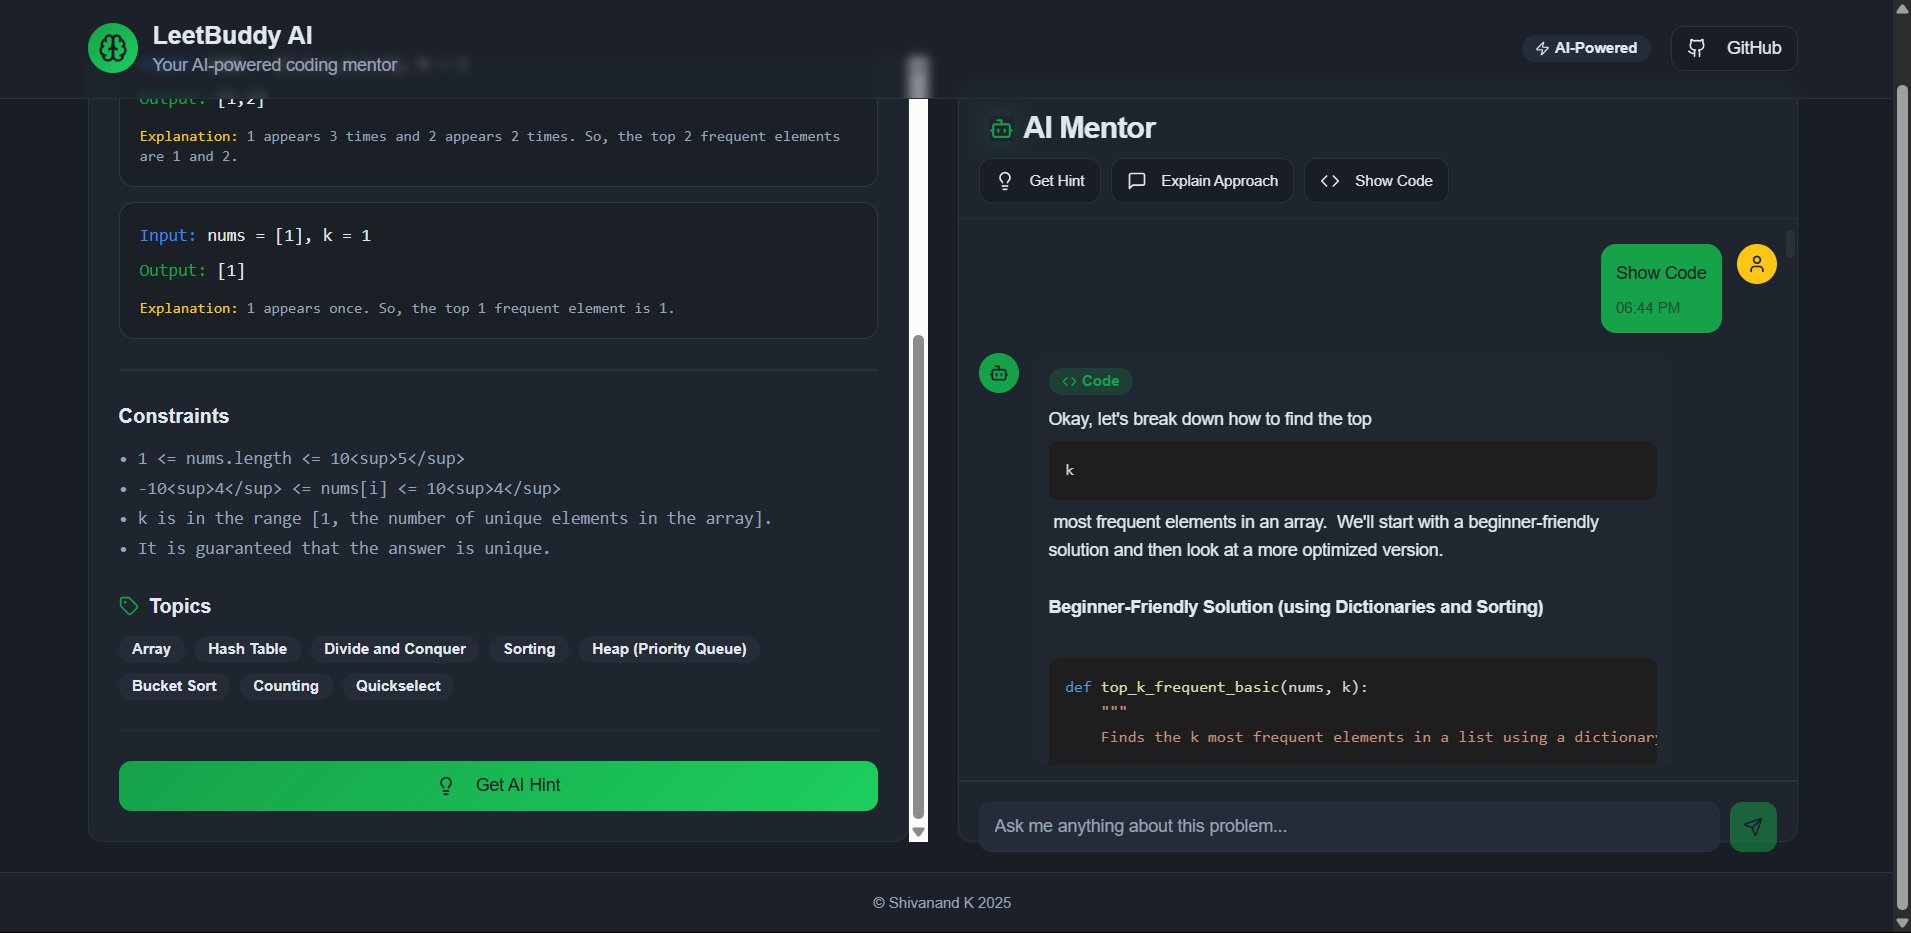 LeetBuddy AI
Your AI-powered coding mentor
AI-Powered
GitHub
Output: [1,2]
Explanation: 1 appears 3 times and 2 appears 2 times. So, the top 2 frequent elements
are 1 and 2.
Input: nums = [1], k = 1
Output: [1]
Explanation: 1 appears once. So, the top 1 frequent element is 1.
Constraints
• 1 <= nums.length <= 10<sup>5</sup>
• -10<sup>4</sup> <= nums[i] <= 10<sup>4</sup>
• k is in the range [1, the number of unique elements in the array].
• It is guaranteed that the answer is unique.
Topics
Array Hash Table Divide and Conquer Sorting Heap (Priority Queue)
Bucket Sort Counting Quickselect
Get AI Hint
AI Mentor
Get Hint Explain Approach <> Show Code
Show Code
06:44 PM
<> Code
Okay, let's break down how to find the top
k
most frequent elements in an array.  We'll start with a beginner-friendly
solution and then look at a more optimized version.
Beginner-Friendly Solution (using Dictionaries and Sorting)
def top_k_frequent_basic(nums, k):
"""
Finds the k most frequent elements in a list using a dictionary
Ask me anything about this problem...
© Shivanand K 2025